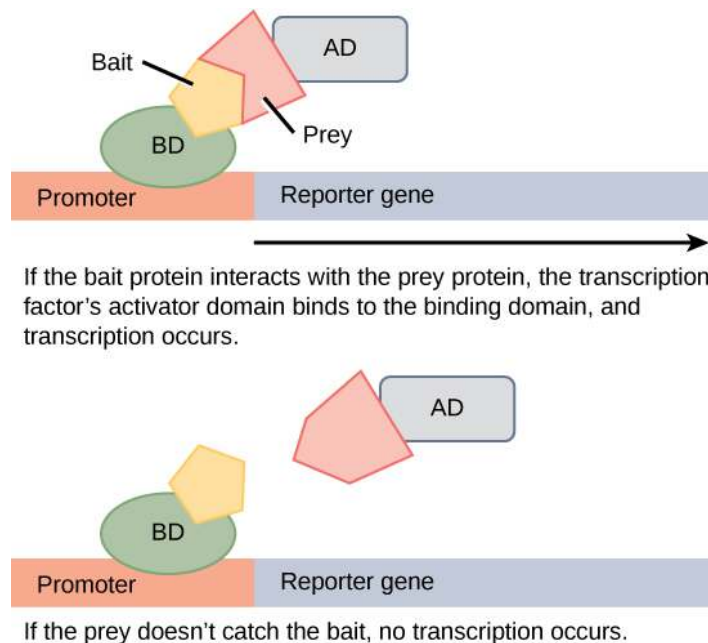 AD
Bait
Prey
BD
Promoter
Reporter gene
If the bait protein interacts with the prey protein, the transcription
factor’s activator domain binds to the binding domain, and
transcription occurs.
AD
BD
Promoter
Reporter gene
If the prey doesn’t catch the bait, no transcription occurs.